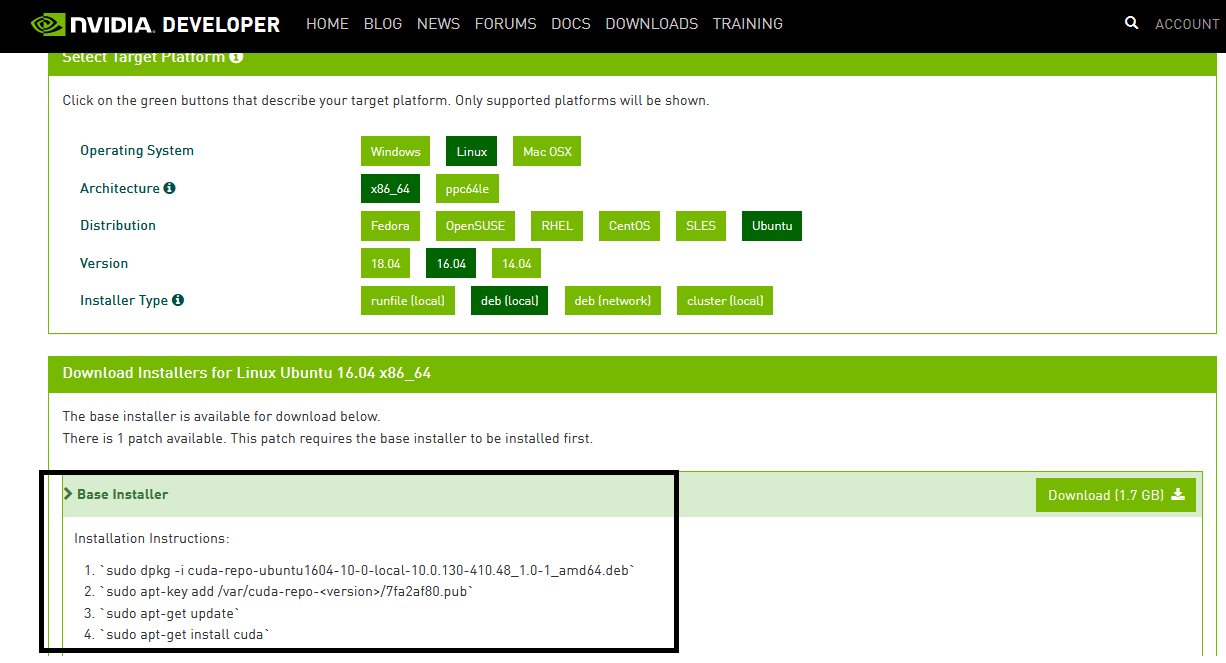 NVIDIA. DEVELOPER HOME BLOG NEWS FORUMS DOCS DOWNLOADS TRAINING ACCOUNT
Select Target Platform
Click on the green buttons that describe your target platform. Only supported platforms will be shown.
Operating System Windows Linux Mac OSX
Architecture x86_64 ppc64le
Distribution Fedora OpenSUSE RHEL CentOS SLES Ubuntu
Version 18.04 16.04 14.04
Installer Type runfile (local) deb (local) deb (network) cluster (local)
Download Installers for Linux Ubuntu 16.04 x86_64
The base installer is available for download below.
There is 1 patch available. This patch requires the base installer to be installed first.
Base Installer Download (1.7 GB)
Installation Instructions:
1. `sudo dpkg -i cuda-repo-ubuntu1604-10-0-local-10.0.130-410.48_1.0-1_amd64.deb`
2. `sudo apt-key add /var/cuda-repo-<version>/7fa2af80.pub`
3. `sudo apt-get update`
4. `sudo apt-get install cuda`